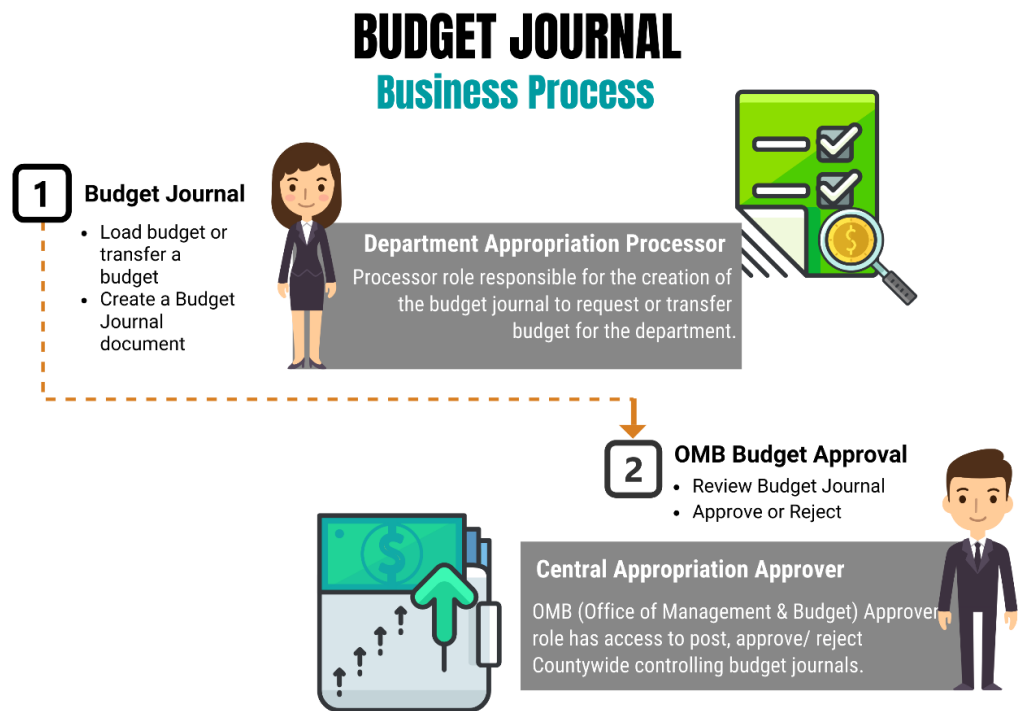 BUDGET JOURNAL
Business Process
1
Budget Journal
• Load budget or
transfer a
budget
• Create a Budget
Journal
document
Department Appropriation Processor
Processor role responsible for the creation of
the budget journal to request or transfer
budget for the department.
$
2
OMB Budget Approval
• Review Budget Journal
• Approve or Reject
$
Central Appropriation Approver
OMB (Office of Management & Budget) Approver
role has access to post, approve/ reject
Countywide controlling budget journals.